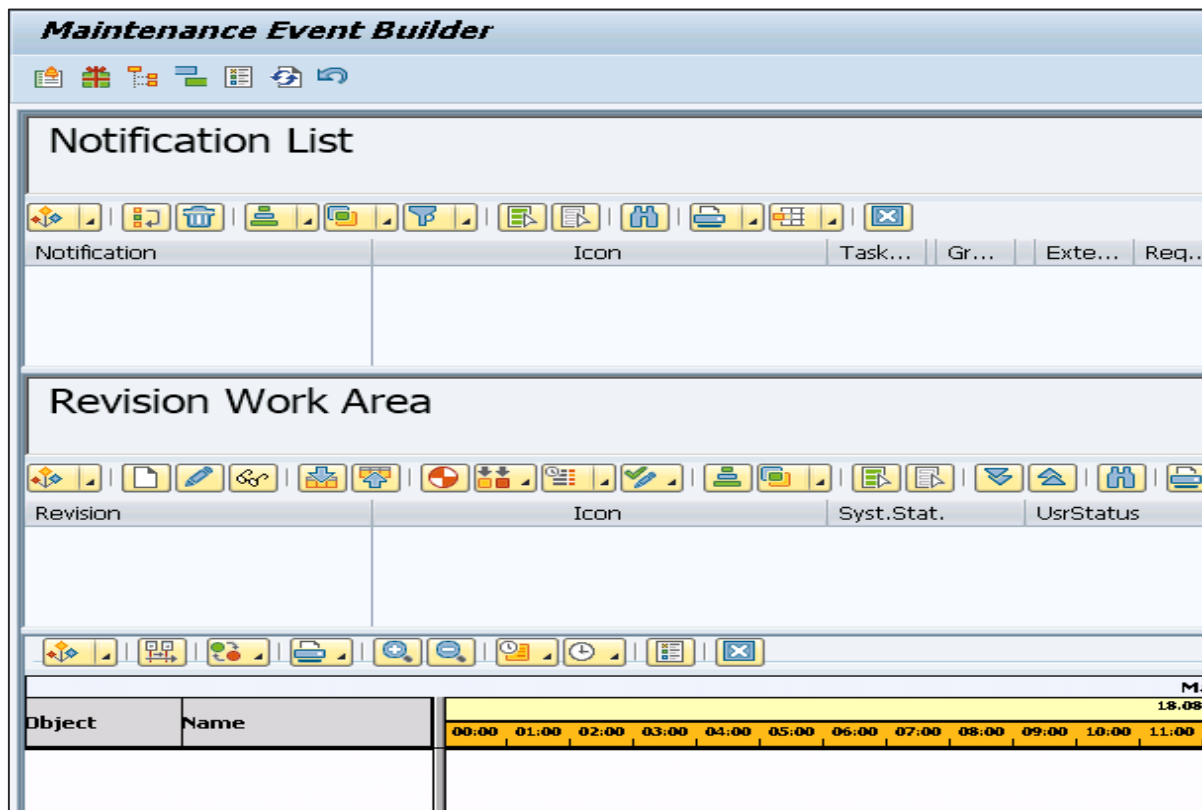 Maintenance Event Builder
Notification List
Notification Icon Task... Gr... Exte... Req..
Revision Work Area
Revision Icon Syst.Stat. UsrStatus
M.
18.08
Object Name
00:00 01:00 02:00 03:00 04:00 05:00 06:00 07:00 08:00 09:00 10:00 11:00